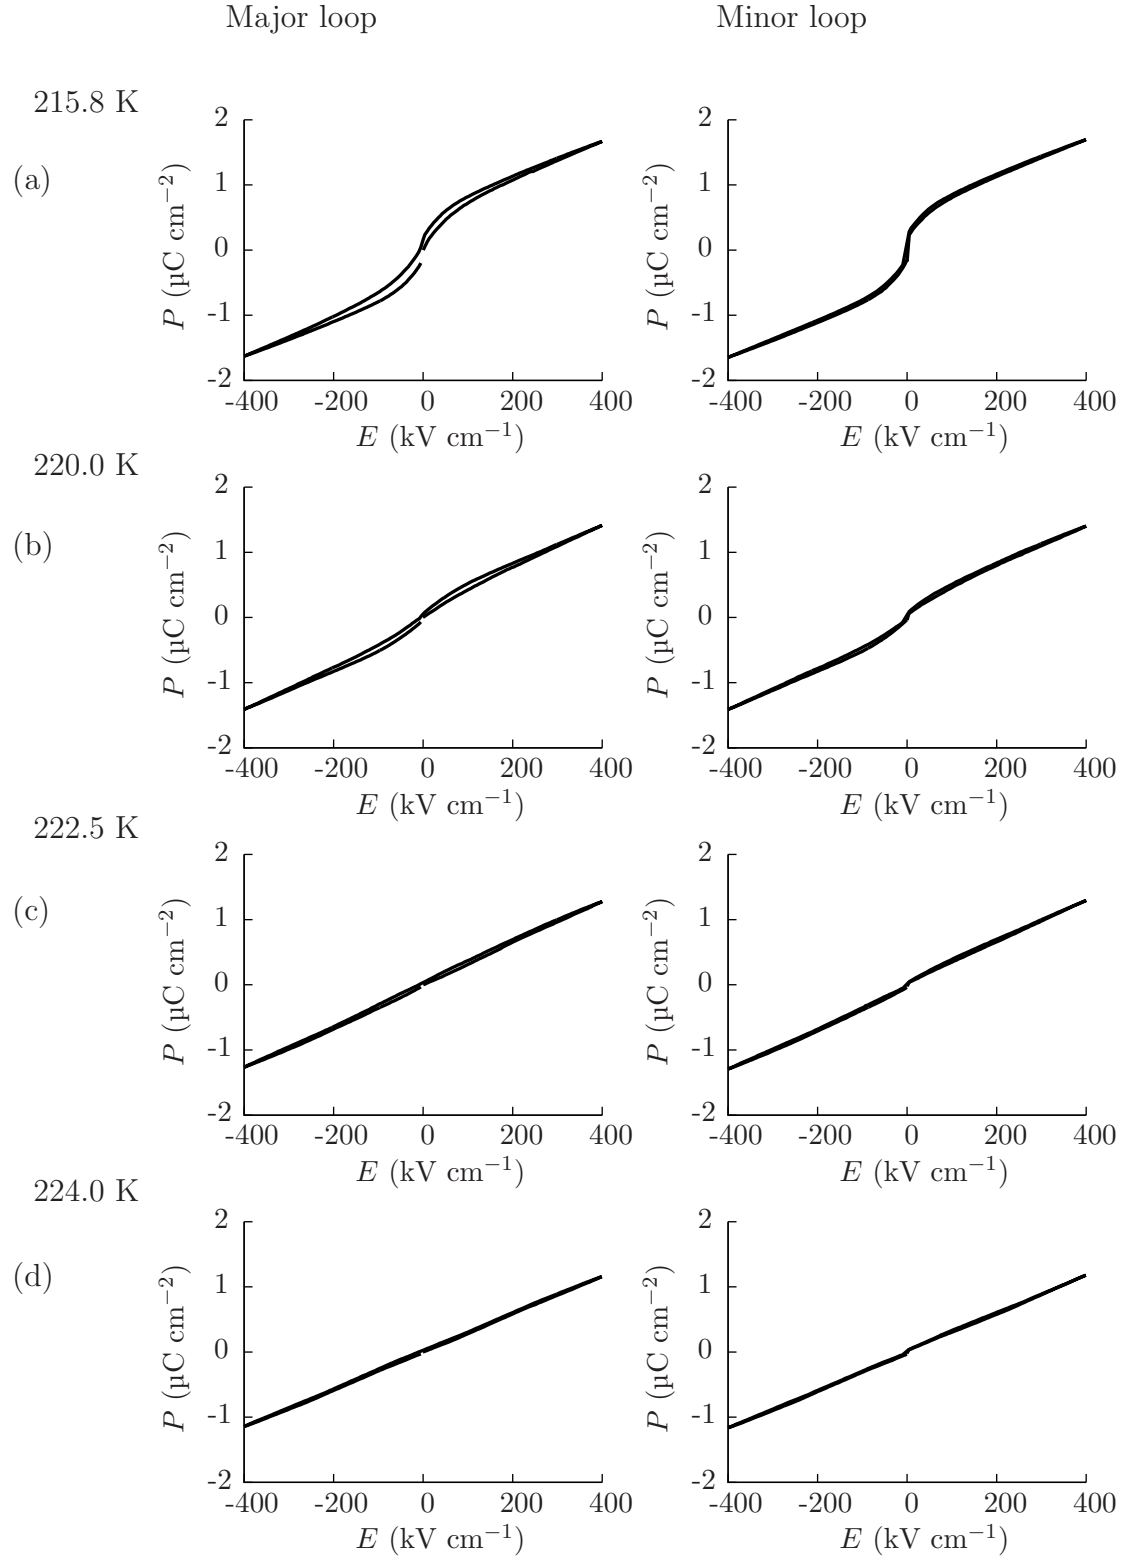 Major loop Minor loop
215.8 K
(a)
P (µC cm−2)
2
1
0
-1
-2
-400 -200 0 200 400
E (kV cm−1)
P (µC cm−2)
2
1
0
-1
-2
-400 -200 0 200 400
E (kV cm−1)
220.0 K
(b)
P (µC cm−2)
2
1
0
-1
-2
-400 -200 0 200 400
E (kV cm−1)
P (µC cm−2)
2
1
0
-1
-2
-400 -200 0 200 400
E (kV cm−1)
222.5 K
(c)
P (µC cm−2)
2
1
0
-1
-2
-400 -200 0 200 400
E (kV cm−1)
P (µC cm−2)
2
1
0
-1
-2
-400 -200 0 200 400
E (kV cm−1)
224.0 K
(d)
P (µC cm−2)
2
1
0
-1
-2
-400 -200 0 200 400
E (kV cm−1)
P (µC cm−2)
2
1
0
-1
-2
-400 -200 0 200 400
E (kV cm−1)